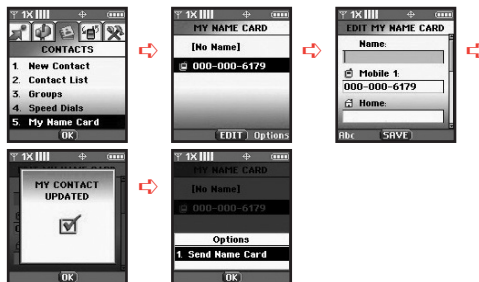 1X
CONTACTS
1. New Contact
2. Contact List
3. Groups
4. Speed Dials
5. My Name Card
OK
1X
MY NAME CARD
[No Name]
000-000-6179
EDIT Options
1X
EDIT MY NAME CARD
Name:
Mobile 1:
000-000-6179
Home:
Abc SAVE
1X
MY CONTACT
UPDATED
OK
1X
MY NAME CARD
[No Name]
000-000-6179
Options
1. Send Name Card
OK